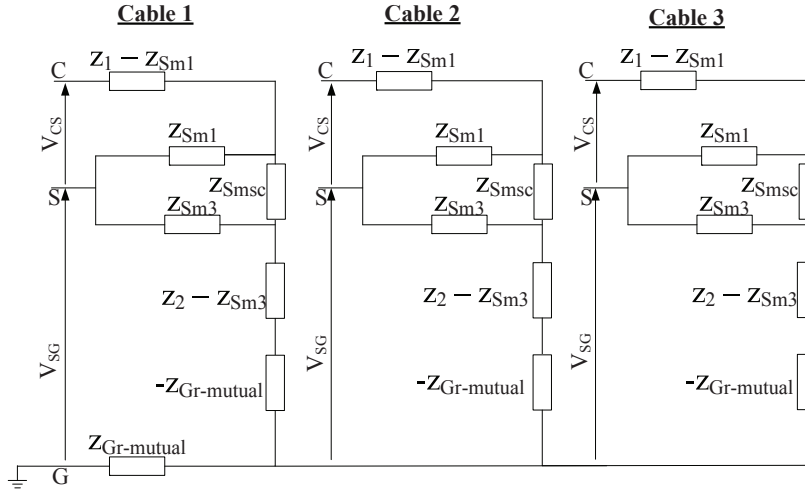 Cable 1
Cable 2
Cable 3
C
z1 − zSm1
C
z1 − zSm1
C
z1 − zSm1
VCS
zSm1
VCS
zSm1
VCS
zSm1
S
zSmsc
S
zSmsc
S
zSmsc
zSm3
zSm3
zSm3
z2 − zSm3
z2 − zSm3
z2 − zSm3
VSG
-zGr-mutual
VSG
-zGr-mutual
VSG
-zGr-mutual
zGr-mutual
G